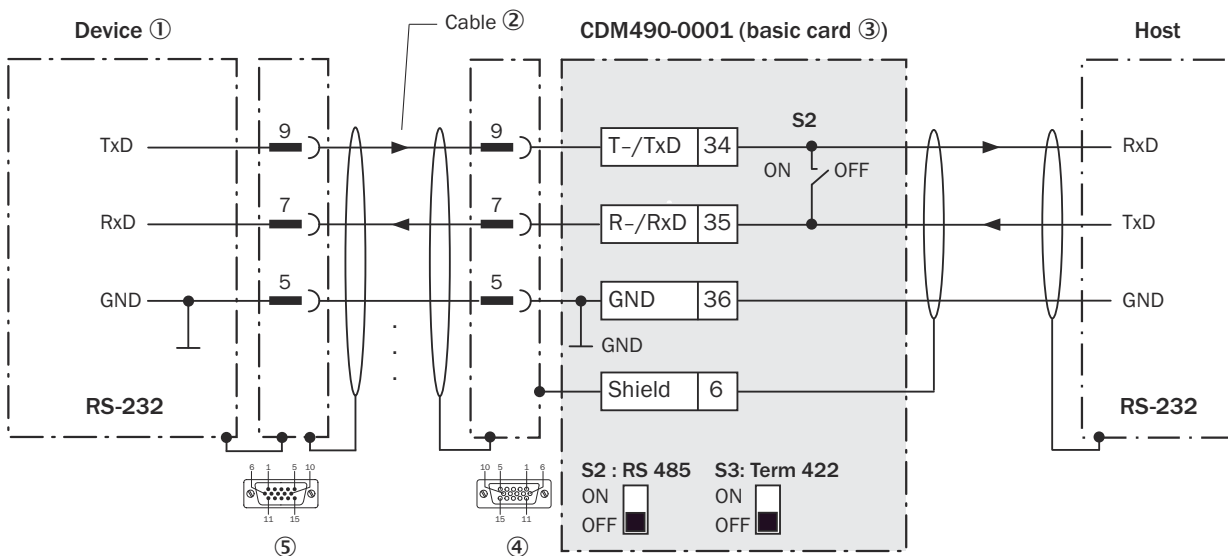 Device ①
Cable ②
CDM490-0001 (basic card ③)
Host
TxD
9
9
T–/TxD 34
S2
ON OFF
RxD
RxD
7
7
R–/RxD 35
TxD
GND
5
5
GND 36
GND
GND
Shield 6
RS-232
RS-232
S2 : RS 485
ON
OFF
S3: Term 422
ON
OFF
6 1 5 10
11 15
⑤
10 5 1 6
15 11
④